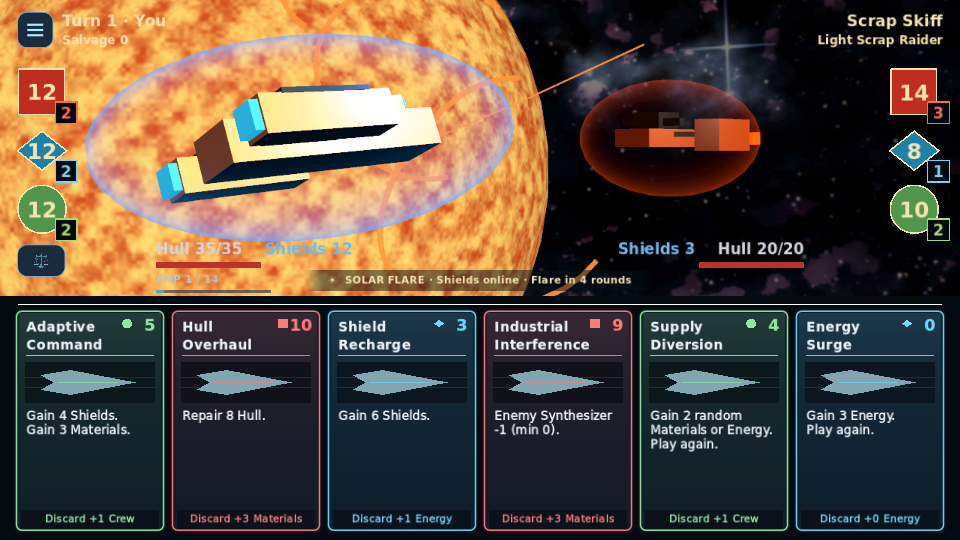 Turn 1 · You
Salvage 0
Scrap Skiff
Light Scrap Raider
12
2
12
2
12
2
14
3
8
1
10
2
Hull 35/35
Shields 12
Shields 3
Hull 20/20
1 / 14
SOLAR FLARE · Shields online · Flare in 4 rounds
Adaptive
Command
5
Gain 4 Shields.
Gain 3 Materials.
Discard +1 Crew
Hull
Overhaul
10
Repair 8 Hull.
Discard +3 Materials
Shield
Recharge
3
Gain 6 Shields.
Discard +1 Energy
Industrial
Interference
9
Enemy Synthesizer
-1 (min 0).
Discard +3 Materials
Supply
Diversion
4
Gain 2 random
Materials or Energy.
Play again.
Discard +1 Crew
Energy
Surge
0
Gain 3 Energy.
Play again.
Discard +0 Energy